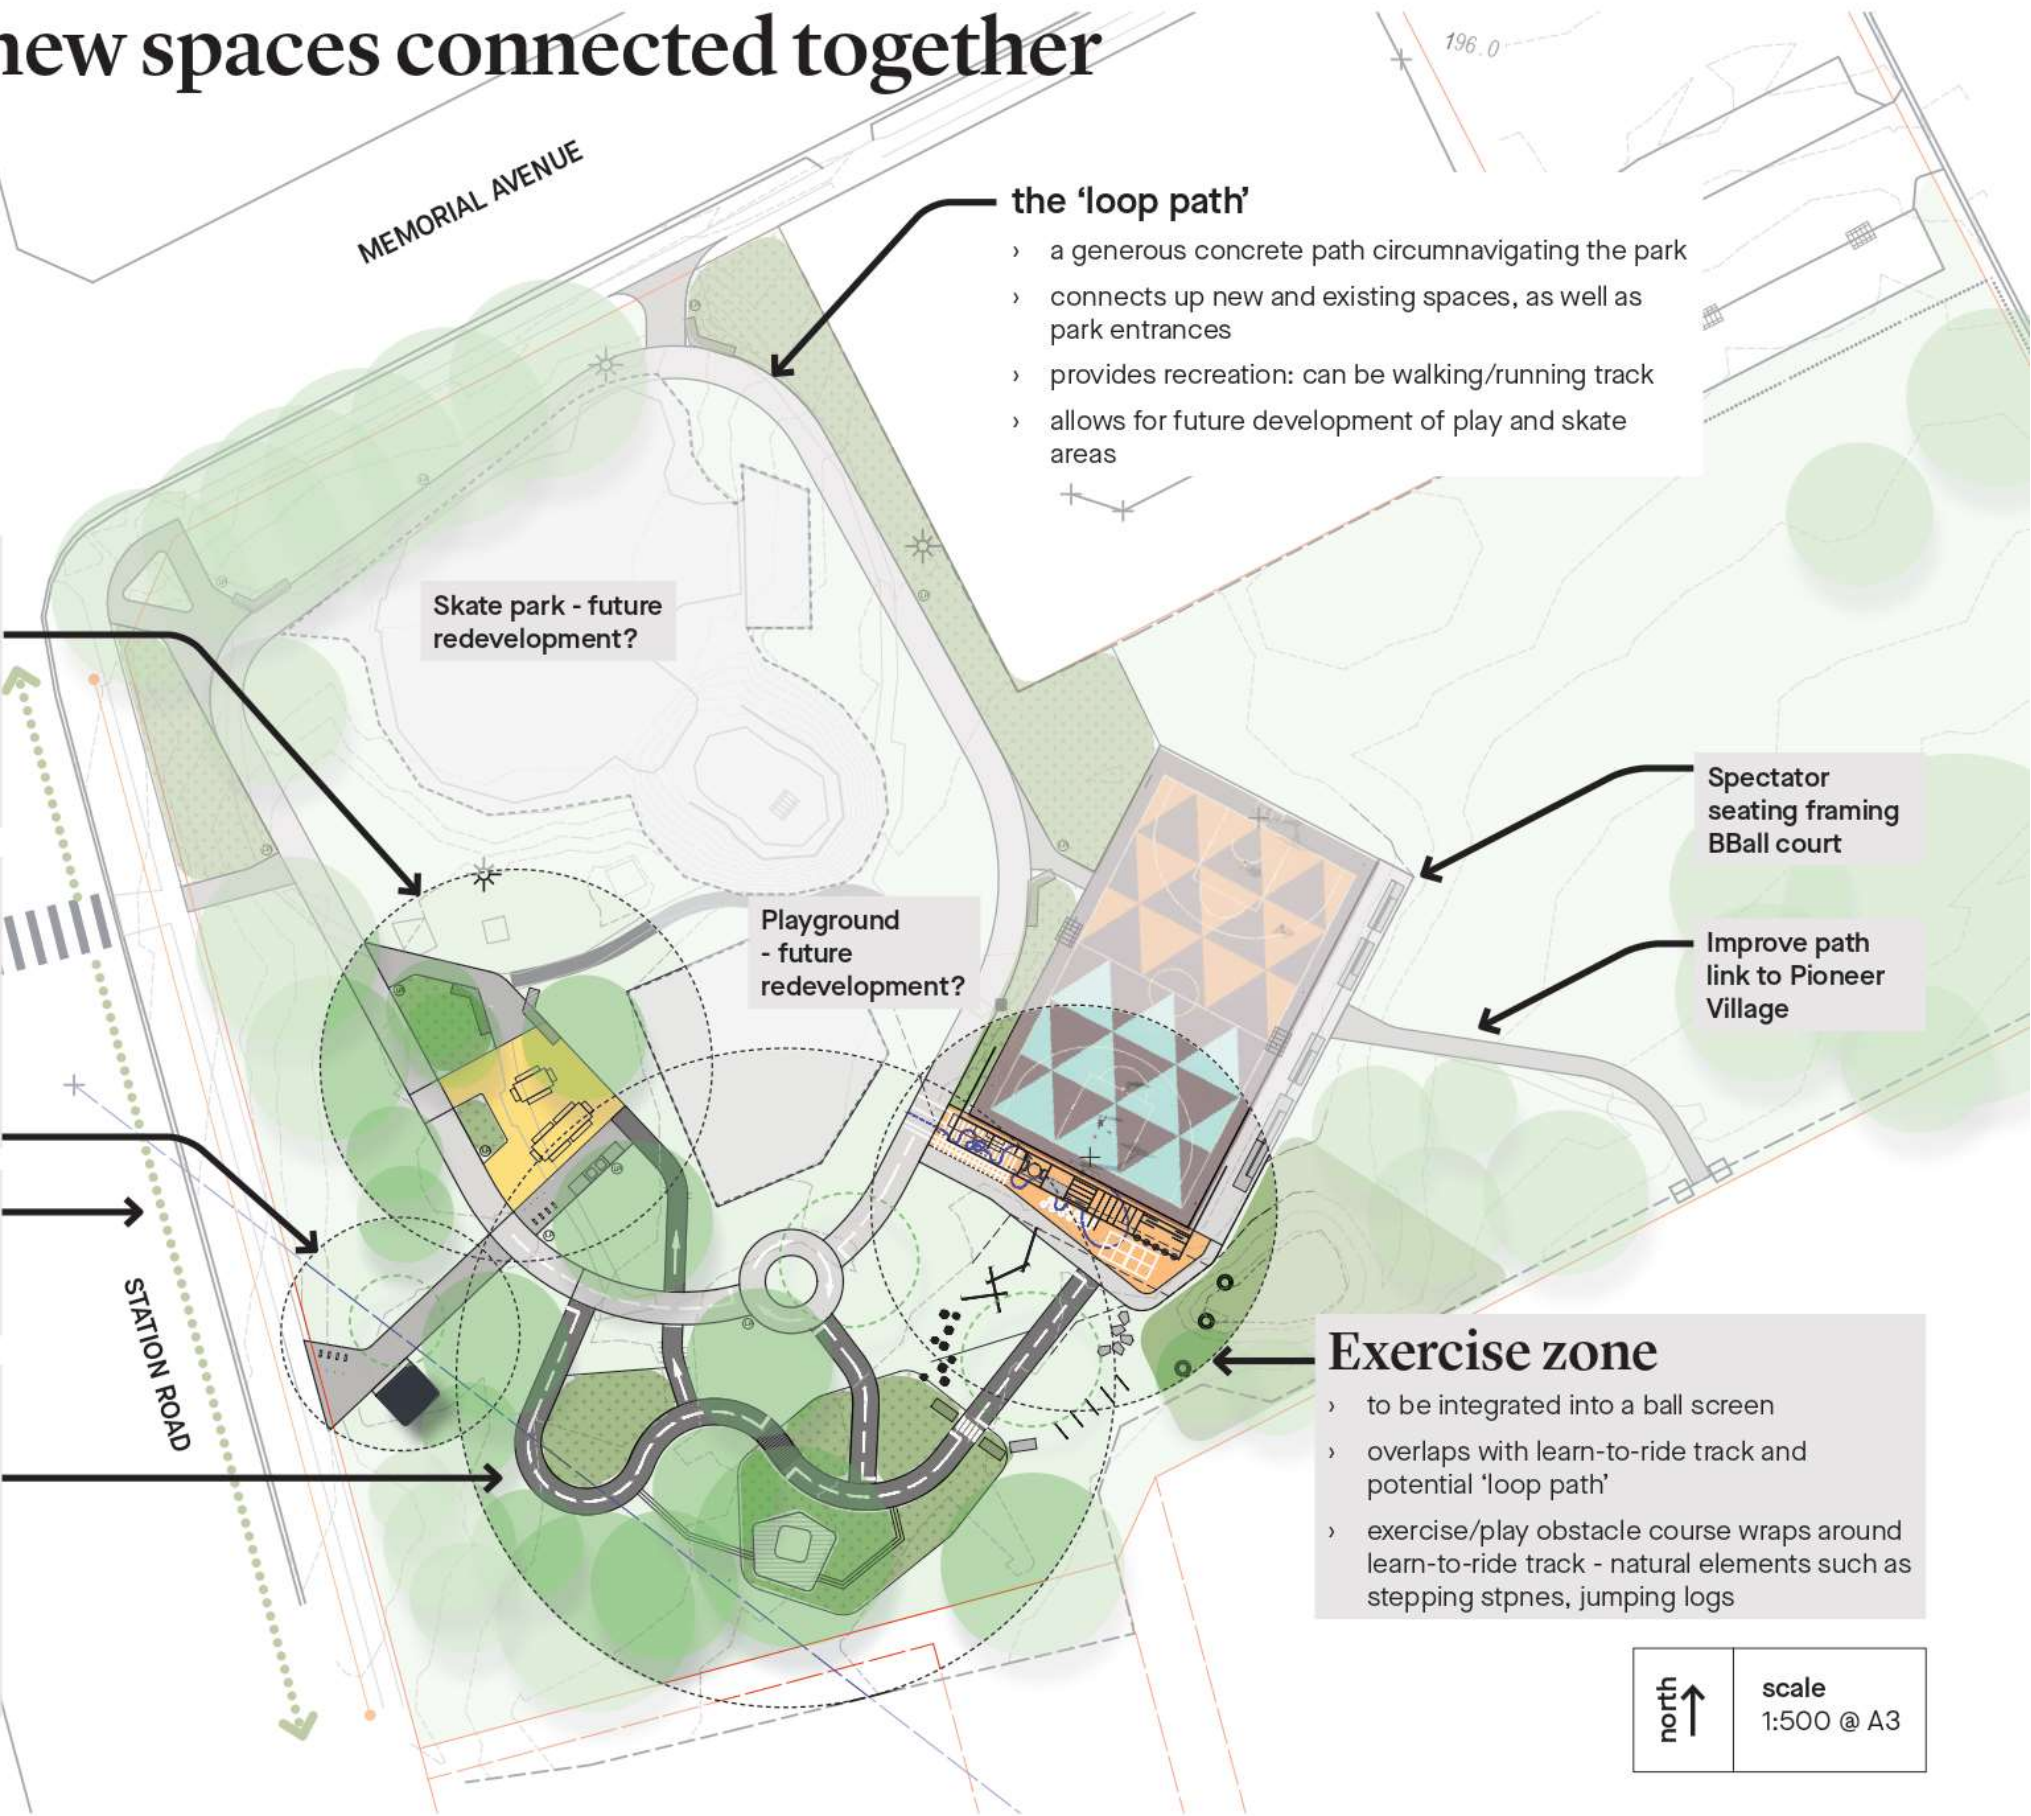 new spaces connected together
196.0
MEMORIAL AVENUE
the ‘loop path’
› a generous concrete path circumnavigating the park
› connects up new and existing spaces, as well as
park entrances
› provides recreation: can be walking/running track
› allows for future development of play and skate
areas
Skate park - future
redevelopment?
Spectator
seating framing
BBall court
Playground
- future
redevelopment?
Improve path
link to Pioneer
Village
STATION ROAD
Exercise zone
› to be integrated into a ball screen
› overlaps with learn-to-ride track and
potential ‘loop path’
› exercise/play obstacle course wraps around
learn-to-ride track - natural elements such as
stepping stpnes, jumping logs
north
scale
1:500 @ A3